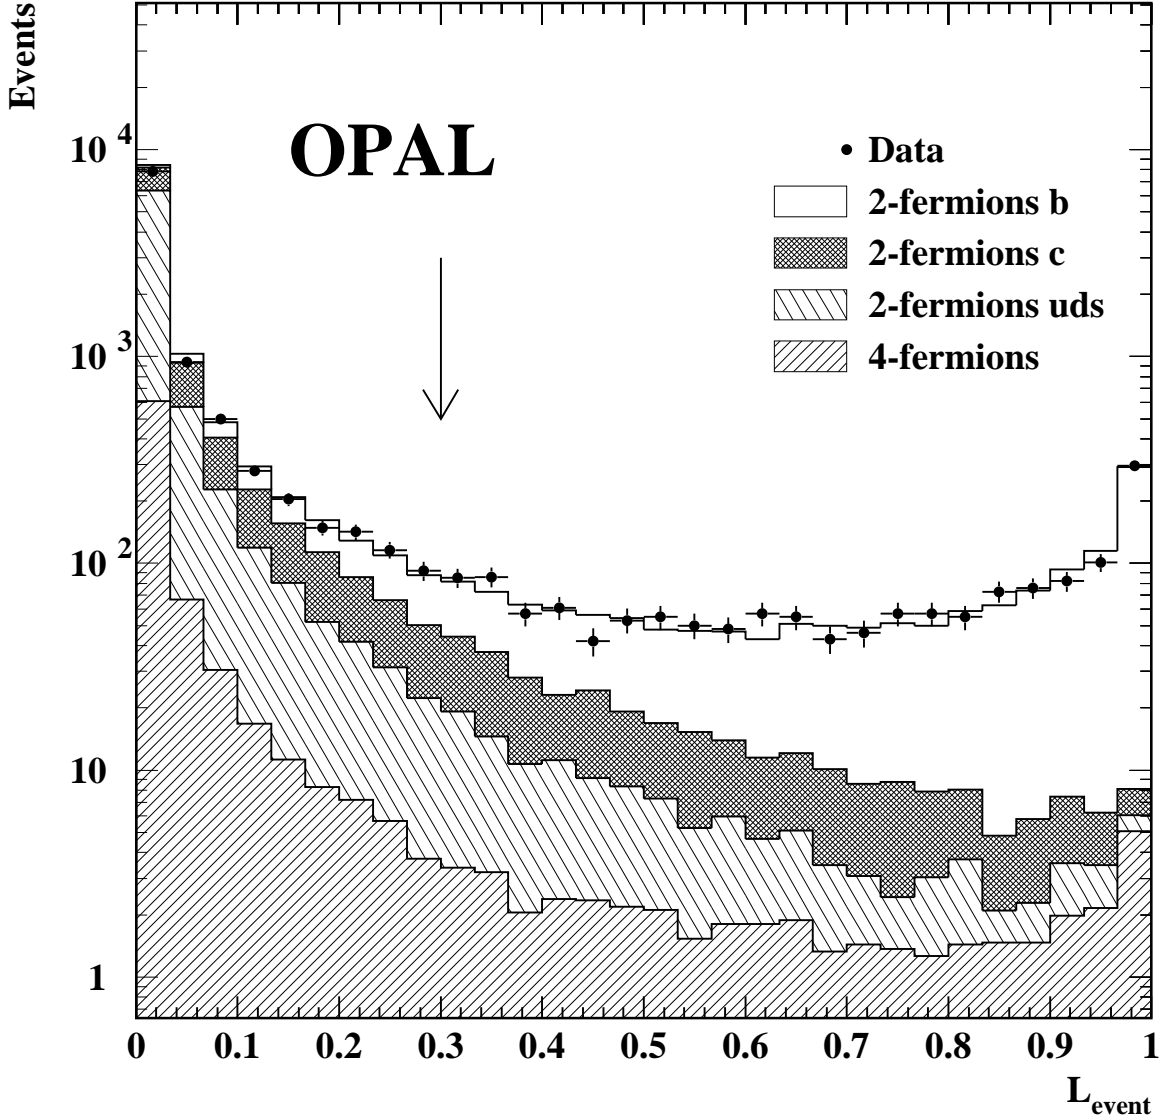 Events
10 4
10 3
10 2
10
1
OPAL
Data
2-fermions b
2-fermions c
2-fermions uds
4-fermions
0 0.1 0.2 0.3 0.4 0.5 0.6 0.7 0.8 0.9 1
L event